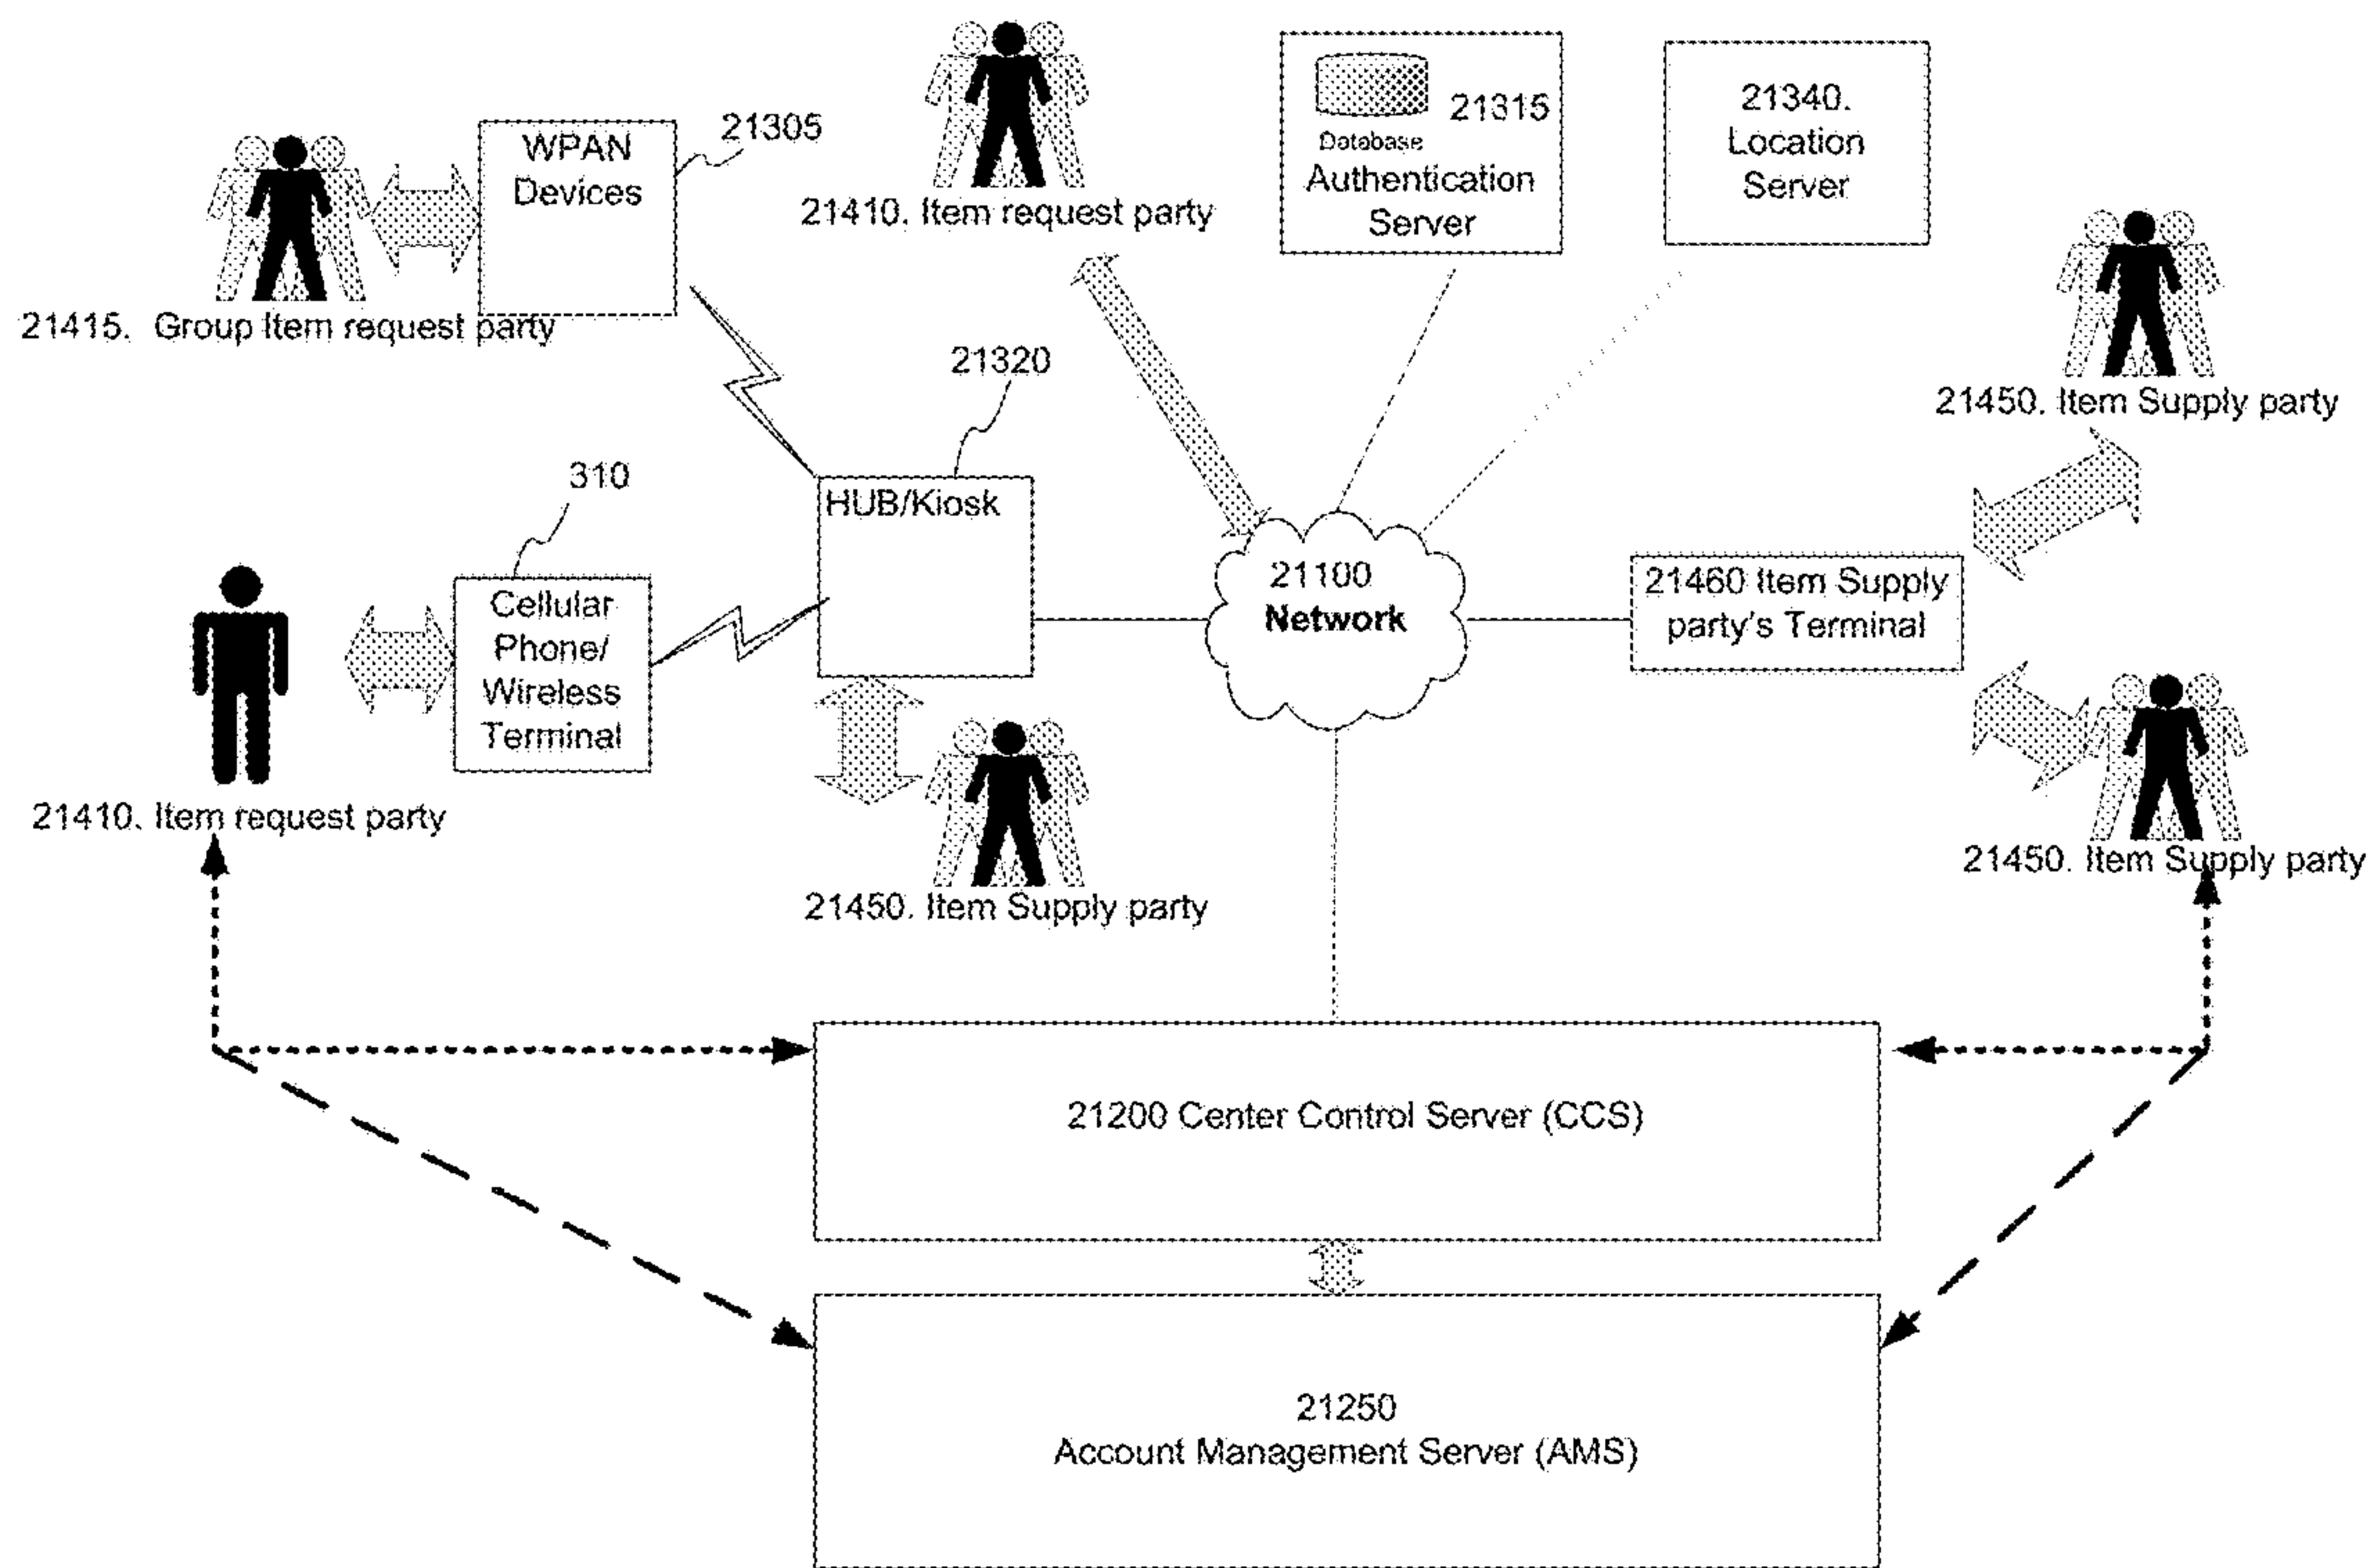 21305
WPAN
Devices
21415. Group Item request party
21410. Item request party
21315
Database
Authentication
Server
21340.
Location
Server
21450. Item Supply party
21320
HUB/Kiosk
310
Cellular
Phone/
Wireless
Terminal
21410. Item request party
21100
Network
21460 Item Supply
party's Terminal
21450. Item Supply party
21450. Item Supply party
21200 Center Control Server (CCS)
21250
Account Management Server (AMS)